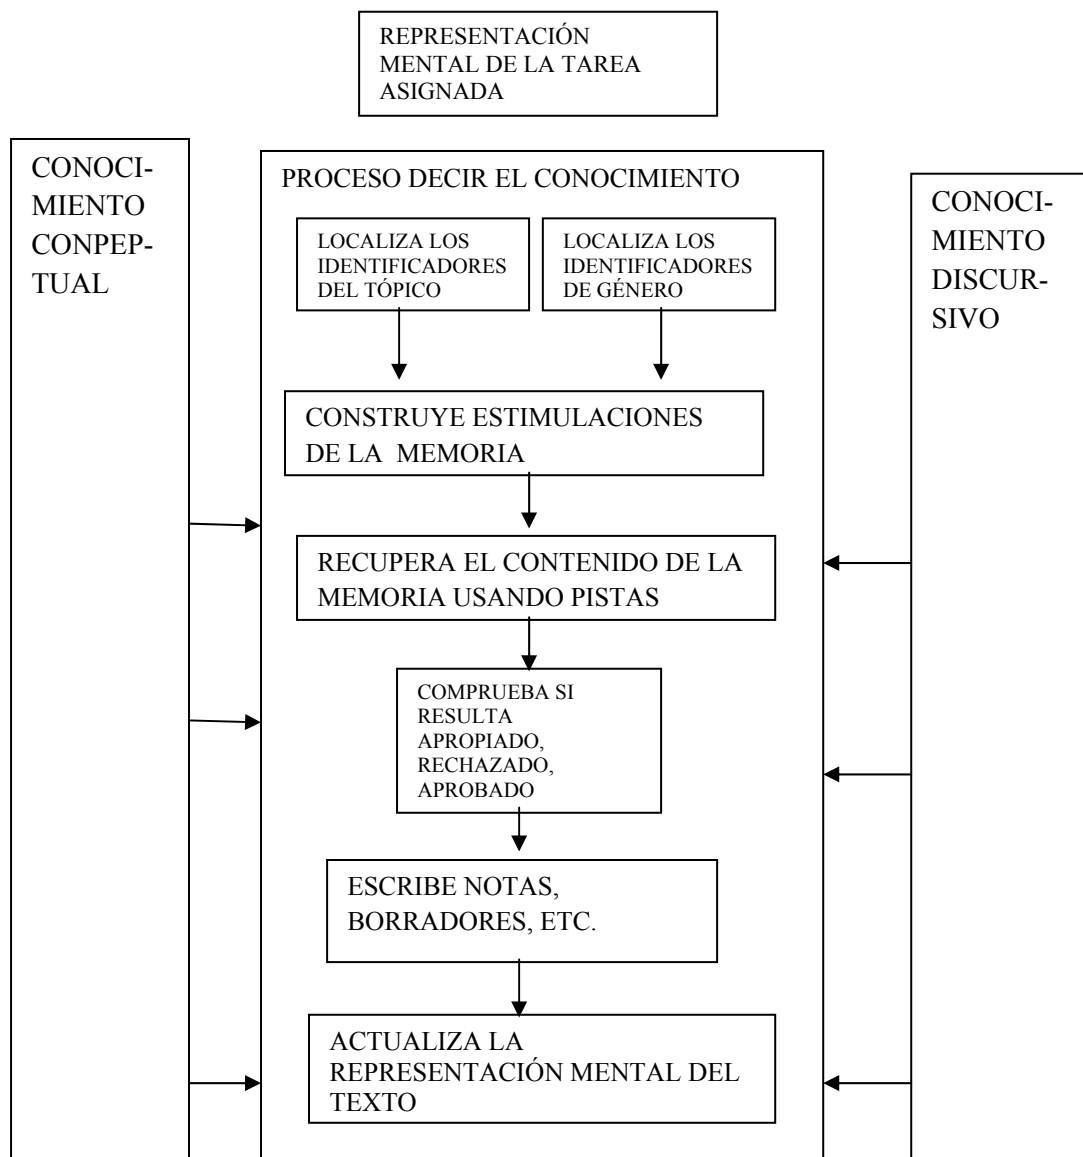 REPRESENTACIÓN
MENTAL DE LA TAREA
ASIGNADA
CONOCI-
MIENTO
CONPEP-
TUAL
PROCESO DECIR EL CONOCIMIENTO
LOCALIZA LOS
IDENTIFICADORES
DEL TÓPICO
LOCALIZA LOS
IDENTIFICADORES
DE GÉNERO
CONSTRUYE ESTIMULACIONES
DE LA  MEMORIA
RECUPERA EL CONTENIDO DE LA
MEMORIA USANDO PISTAS
COMPRUEBA SI
RESULTA
APROPIADO,
RECHAZADO,
APROBADO
ESCRIBE NOTAS,
BORRADORES, ETC.
ACTUALIZA LA
REPRESENTACIÓN MENTAL DEL
TEXTO
CONOCI-
MIENTO
DISCUR-
SIVO